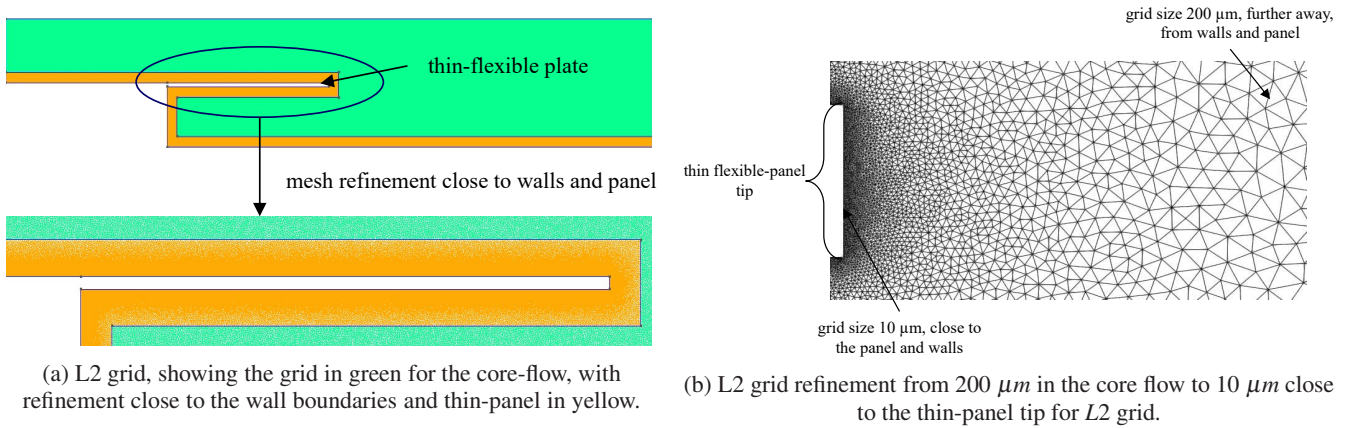 thin-flexible plate
mesh refinement close to walls and panel
(a) L2 grid, showing the grid in green for the core-flow, with
refinement close to the wall boundaries and thin-panel in yellow.
grid size 200 µm, further away,
from walls and panel
thin flexible-panel
tip
grid size 10 µm, close to
the panel and walls
(b) L2 grid refinement from 200 µm in the core flow to 10 µm close
to the thin-panel tip for L2 grid.